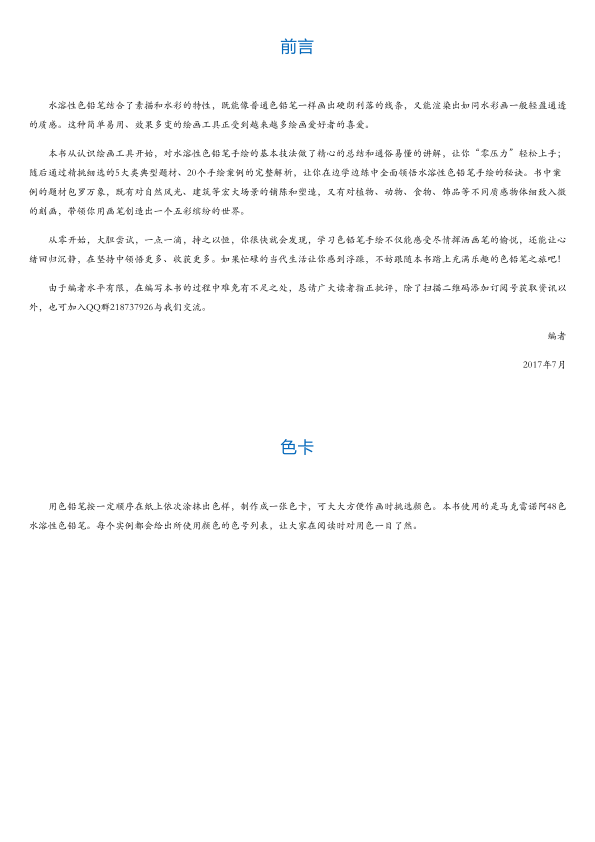 前言
水溶性色铅笔结合了素描和水彩的特性，既能像普通色铅笔一样画出硬朗利落的线条，又能渲染出如同水彩画一般轻盈通透
的质感。这种简单易用、效果多变的绘画工具正受到越来越多绘画爱好者的喜爱。
本书从认识绘画工具开始，对水溶性色铅笔手绘的基本技法做了精心的总结和通俗易懂的讲解，让你“零压力”轻松上手；
随后通过精挑细选的5大类典型题材、20个手绘案例的完整解析，让你在边学边练中全面领悟水溶性色铅笔手绘的秘诀。书中案
例的题材包罗万象，既有对自然风光、建筑等宏大场景的铺陈和塑造，又有对植物、动物、食物、饰品等不同质感物体细致入微
的刻画，带领你用画笔创造出一个五彩缤纷的世界。
从零开始，大胆尝试，一点一滴，持之以恒，你很快就会发现，学习色铅笔手绘不仅能感受尽情挥洒画笔的愉悦，还能让心
绪回归沉静，在坚持中领悟更多、收获更多。如果忙碌的当代生活让你感到浮躁，不妨跟随本书踏上充满乐趣的色铅笔之旅吧！
由于编者水平有限，在编写本书的过程中难免有不足之处，恳请广大读者指正批评，除了扫描二维码添加订阅号获取资讯以
外，也可加入QQ群218737926与我们交流。
编者
2017年7月
色卡
用色铅笔按一定顺序在纸上依次涂抹出色样，制作成一张色卡，可大大方便作画时挑选颜色。本书使用的是马克雷诺阿48色
水溶性色铅笔。每个实例都会给出所使用颜色的色号列表，让大家在阅读时对用色一目了然。